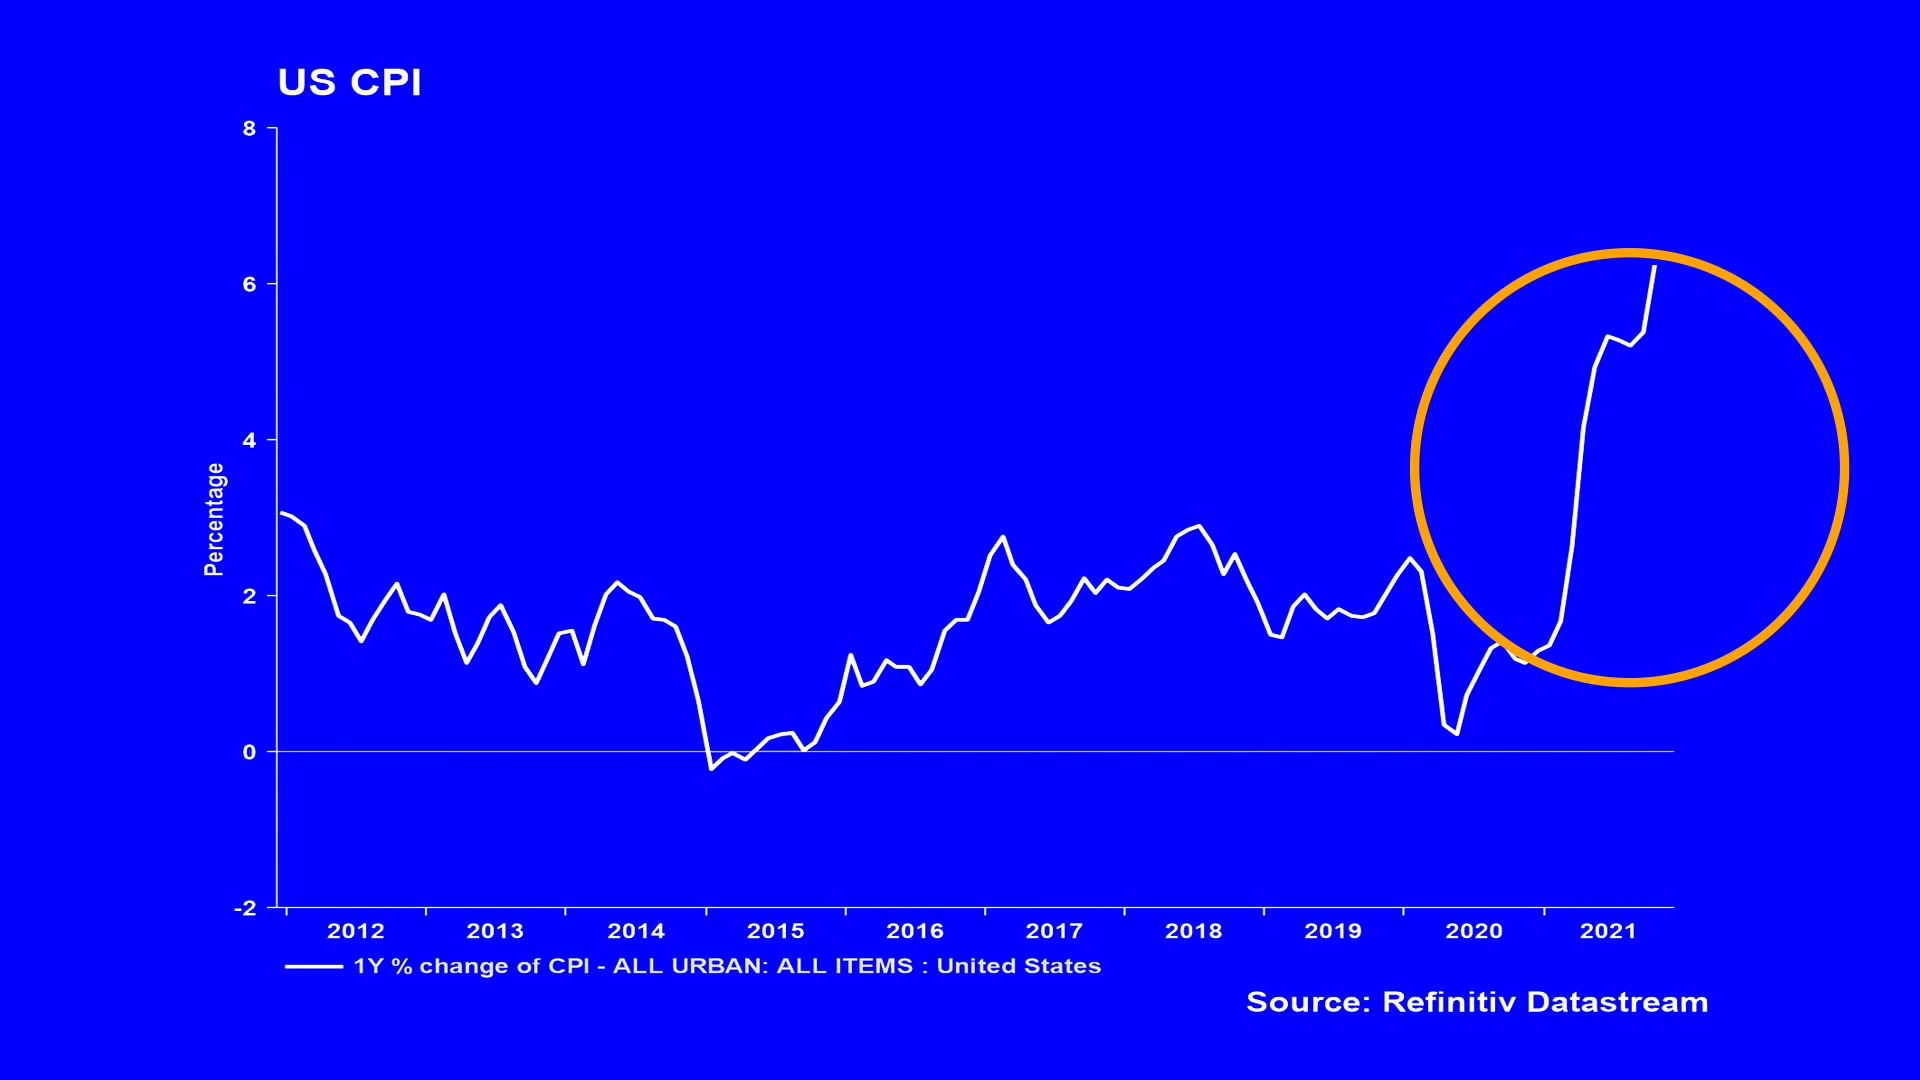 US CPI
8
6
4
2
0
-2
Percentage
2012 2013 2014 2015 2016 2017 2018 2019 2020 2021
1Y % change of CPI - ALL URBAN: ALL ITEMS : United States
Source: Refinitiv Datastream